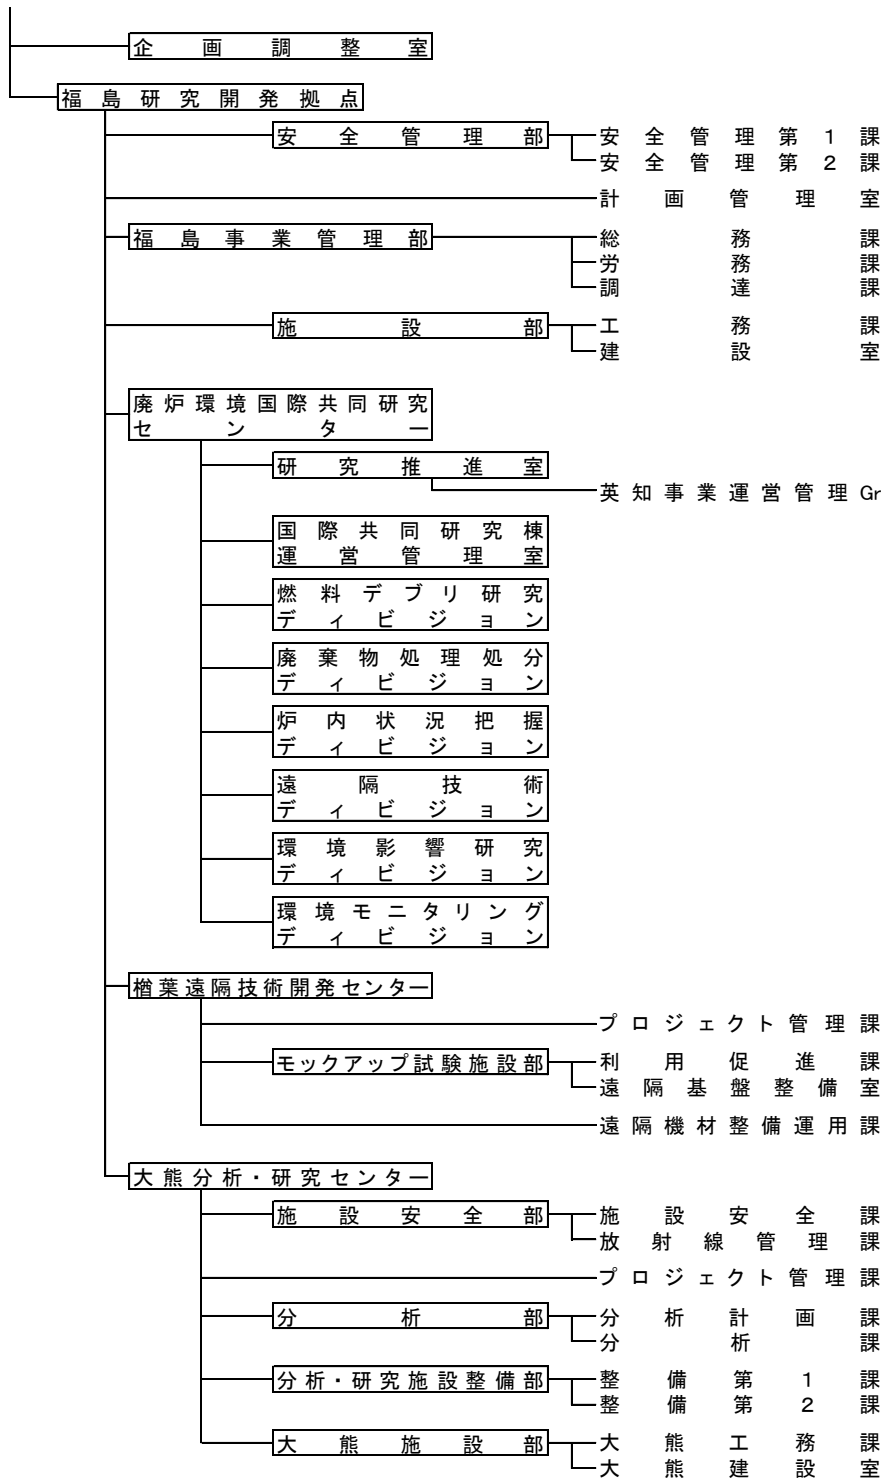 企画調整室
福島研究開発拠点
安全管理部
安全管理第1課
安全管理第2課
計画管理室
福島事業管理部
総務課
労務課
調達課
施設部
工務課
建設室
廃炉環境国際共同研究
センター
研究推進室
英知事業運営管理Gr
国際共同研究棟
運営管理室
燃料デブリ研究
ディビジョン
廃棄物処理処分
ディビジョン
炉内状況把握
ディビジョン
遠隔技術
ディビジョン
環境影響研究
ディビジョン
環境モニタリング
ディビジョン
楢葉遠隔技術開発センター
プロジェクト管理課
モックアップ試験施設部
利用促進課
遠隔基盤整備室
遠隔機材整備運用課
大熊分析・研究センター
施設安全部
施設安全課
放射線管理課
プロジェクト管理課
分析部
分析計画課
分析課
分析・研究施設整備部
整備第1課
整備第2課
大熊施設部
大熊工務課
大熊建設室